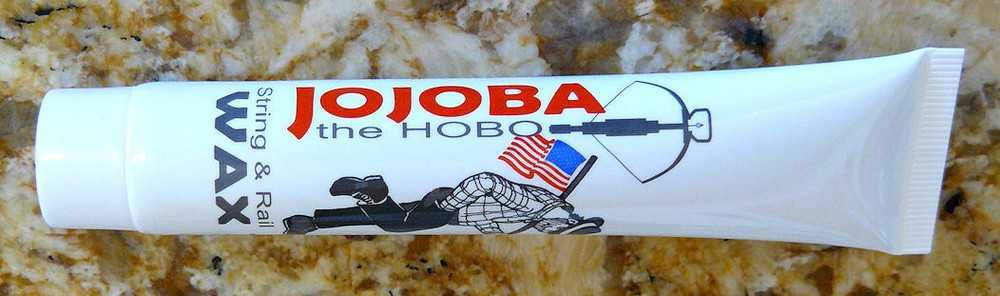 JOJOBA
the HOBO
String & Rail
WAX